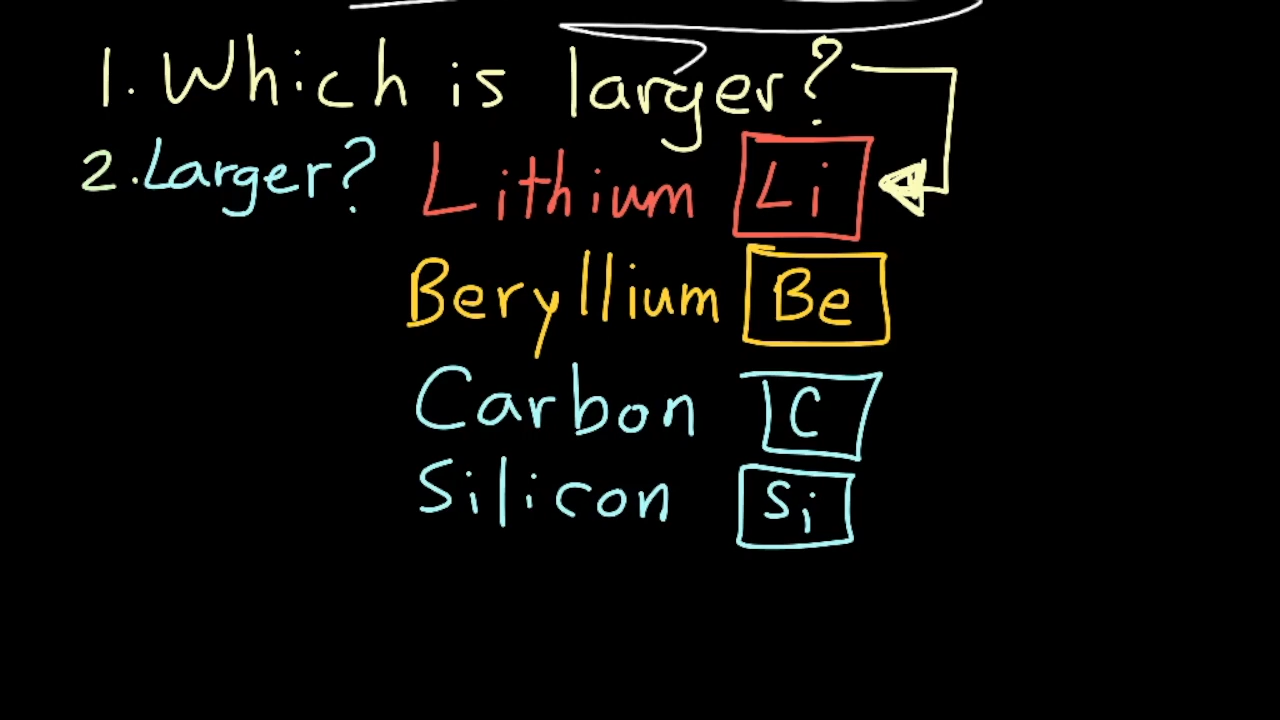 1. Which is larger?
2. Larger? Lithium Li
Beryllium Be
Carbon C
Silicon Si